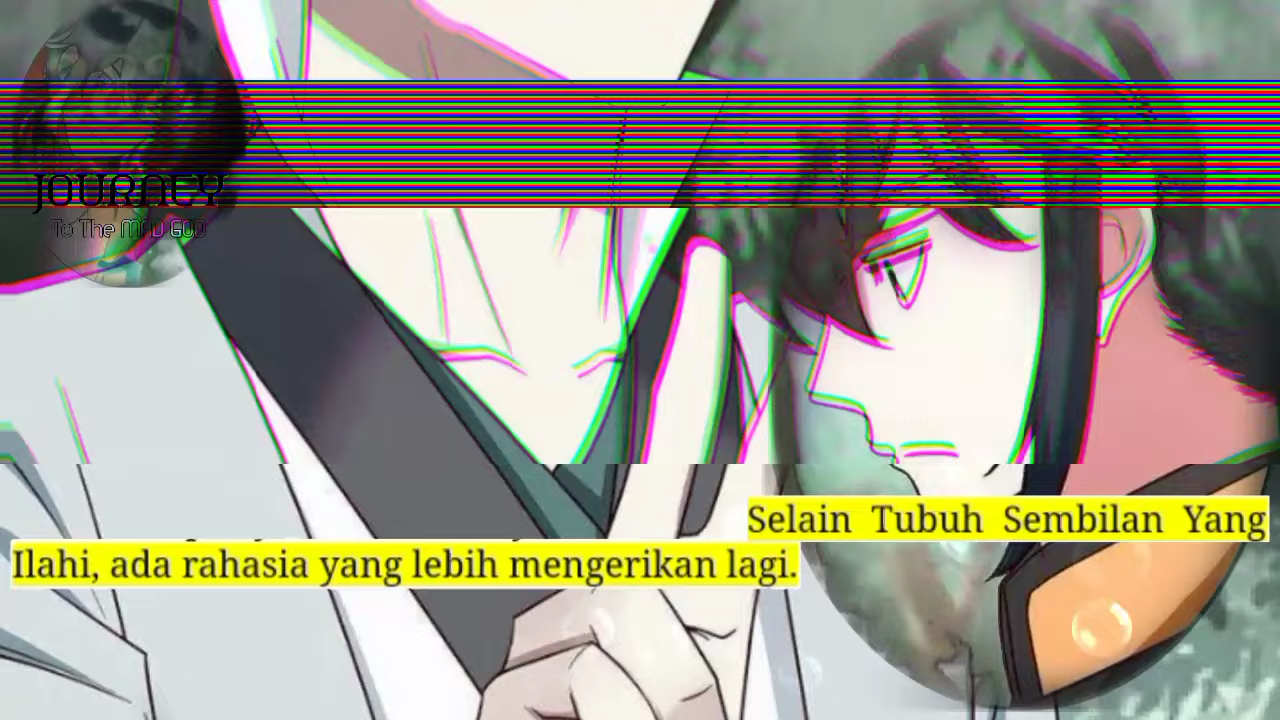 JOURNEY
To The MAD GOD
Selain Tubuh Sembilan Yang
Ilahi, ada rahasia yang lebih mengerikan lagi.